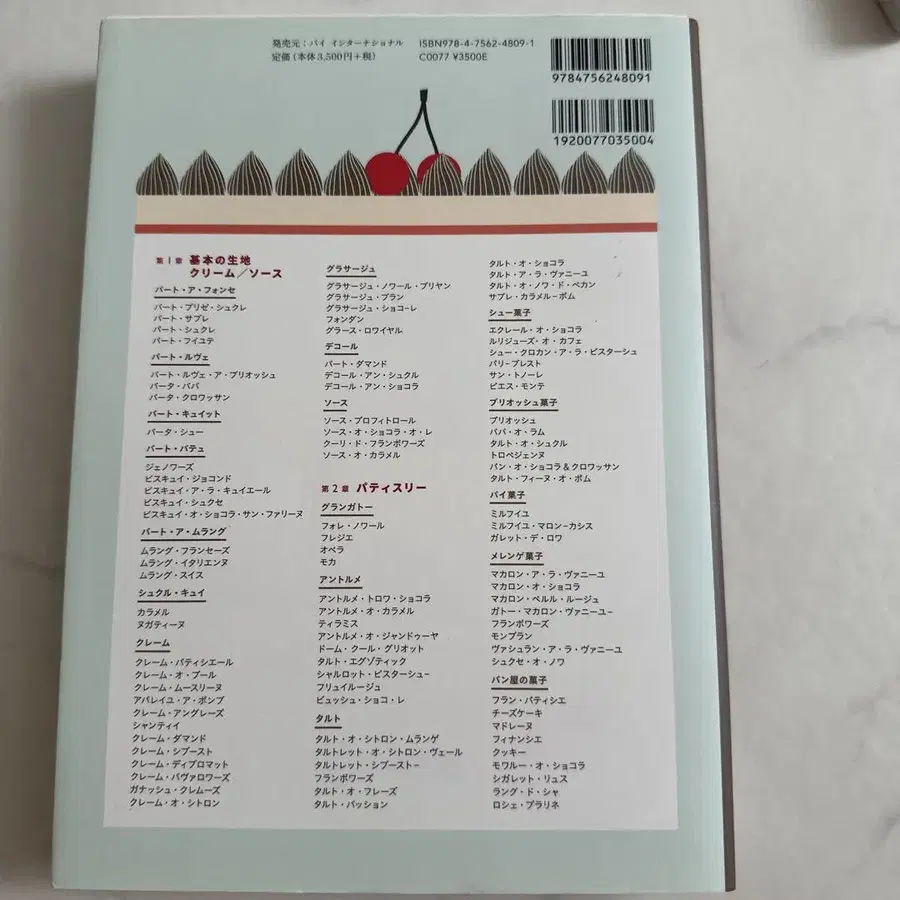 発売元：パイ インターナショナル
定価（本体3,500円+税）
ISBN978-4-7562-4809-1
C0077 ¥3500E
9784756248091
1920077035004
第1章 基本の生地
クリーム／ソース
パート・ア・フォンセ
パート・ブリゼ・シュクレ
パート・サブレ
パート・シュクレ
パート・フイユテ
パート・ルヴェ
パート・ルヴェ・ア・ブリオッシュ
パータ・ババ
パータ・クロワッサン
パート・キュイット
パータ・シュー
パート・バテュ
ジェノワーズ
ビスキュイ・ジョコンド
ビスキュイ・ア・ラ・キュイエール
ビスキュイ・シュクセ
ビスキュイ・オ・ショコラ・サン・ファリーヌ
パート・ア・ムラング
ムラング・フランセーズ
ムラング・イタリエンヌ
ムラング・スイス
シュクル・キュイ
カラメル
ヌガティーヌ
クレーム
クレーム・パティシエール
クレーム・オ・ブール
クレーム・ムースリーヌ
アパレイユ・ア・ボンブ
クレーム・アングレーズ
シャンティイ
クレーム・ダマンド
クレーム・シブースト
クレーム・ディプロマット
クレーム・バヴァロワーズ
ガナッシュ・クレムーズ
クレーム・オ・シトロン
グラサージュ
グラサージュ・ノワール・ブリヤン
グラサージュ・ブラン
グラサージュ・ショコ−レ
フォンダン
グラース・ロワイヤル
デコール
パート・ダマンド
デコール・アン・シュクル
デコール・アン・ショコラ
ソース
ソース・プロフィトロール
ソース・オ・ショコラ・オ・レ
クーリ・ド・フランボワーズ
ソース・オ・カラメル
第2章 パティスリー
グランガトー
フォレ・ノワール
フレジエ
オペラ
モカ
アントルメ
アントルメ・トロワ・ショコラ
アントルメ・オ・カラメル
ティラミス
アントルメ・オ・ジャンドゥーヤ
ドーム・クール・グリオット
タルト・エグゾティック
シャルロット・ピスターシュ−
フリュイルージュ
ビュッシュ・ショコ・レ
タルト
タルト・オ・シトロン・ムランゲ
タルトレット・オ・シトロン・ヴェール
タルトレット・シブースト−
フランボワーズ
タルト・オ・フレーズ
タルト・パッション
タルト・オ・ショコラ
タルト・ア・ラ・ヴァニーユ
タルト・オ・ノワ・ド・ペカン
サブレ・カラメル−ポム
シュー菓子
エクレール・オ・ショコラ
ルリジューズ・オ・カフェ
シュー・クロカン・ア・ラ・ピスターシュ
パリ−ブレスト
サン・トノーレ
ピエス・モンテ
ブリオッシュ菓子
ブリオッシュ
ババ・オ・ラム
タルト・オ・シュクル
トロペジェンヌ
パン・オ・ショコラ＆クロワッサン
タルト・フィーヌ・オ・ポム
パイ菓子
ミルフイユ
ミルフイユ・マロン−カシス
ガレット・デ・ロワ
メレンゲ菓子
マカロン・ア・ラ・ヴァニーユ
マカロン・オ・ショコラ
マカロン・ペルル・ルージュ
ガトー・マカロン・ヴァニーユ−
フランボワーズ
モンブラン
ヴァシュラン・ア・ラ・ヴァニーユ
シュクセ・オ・ノワ
パン屋の菓子
フラン・パティシエ
チーズケーキ
マドレーヌ
フィナンシエ
クッキー
モワルー・オ・ショコラ
シガレット・リュス
ラング・ド・シャ
ロシェ・プラリネ